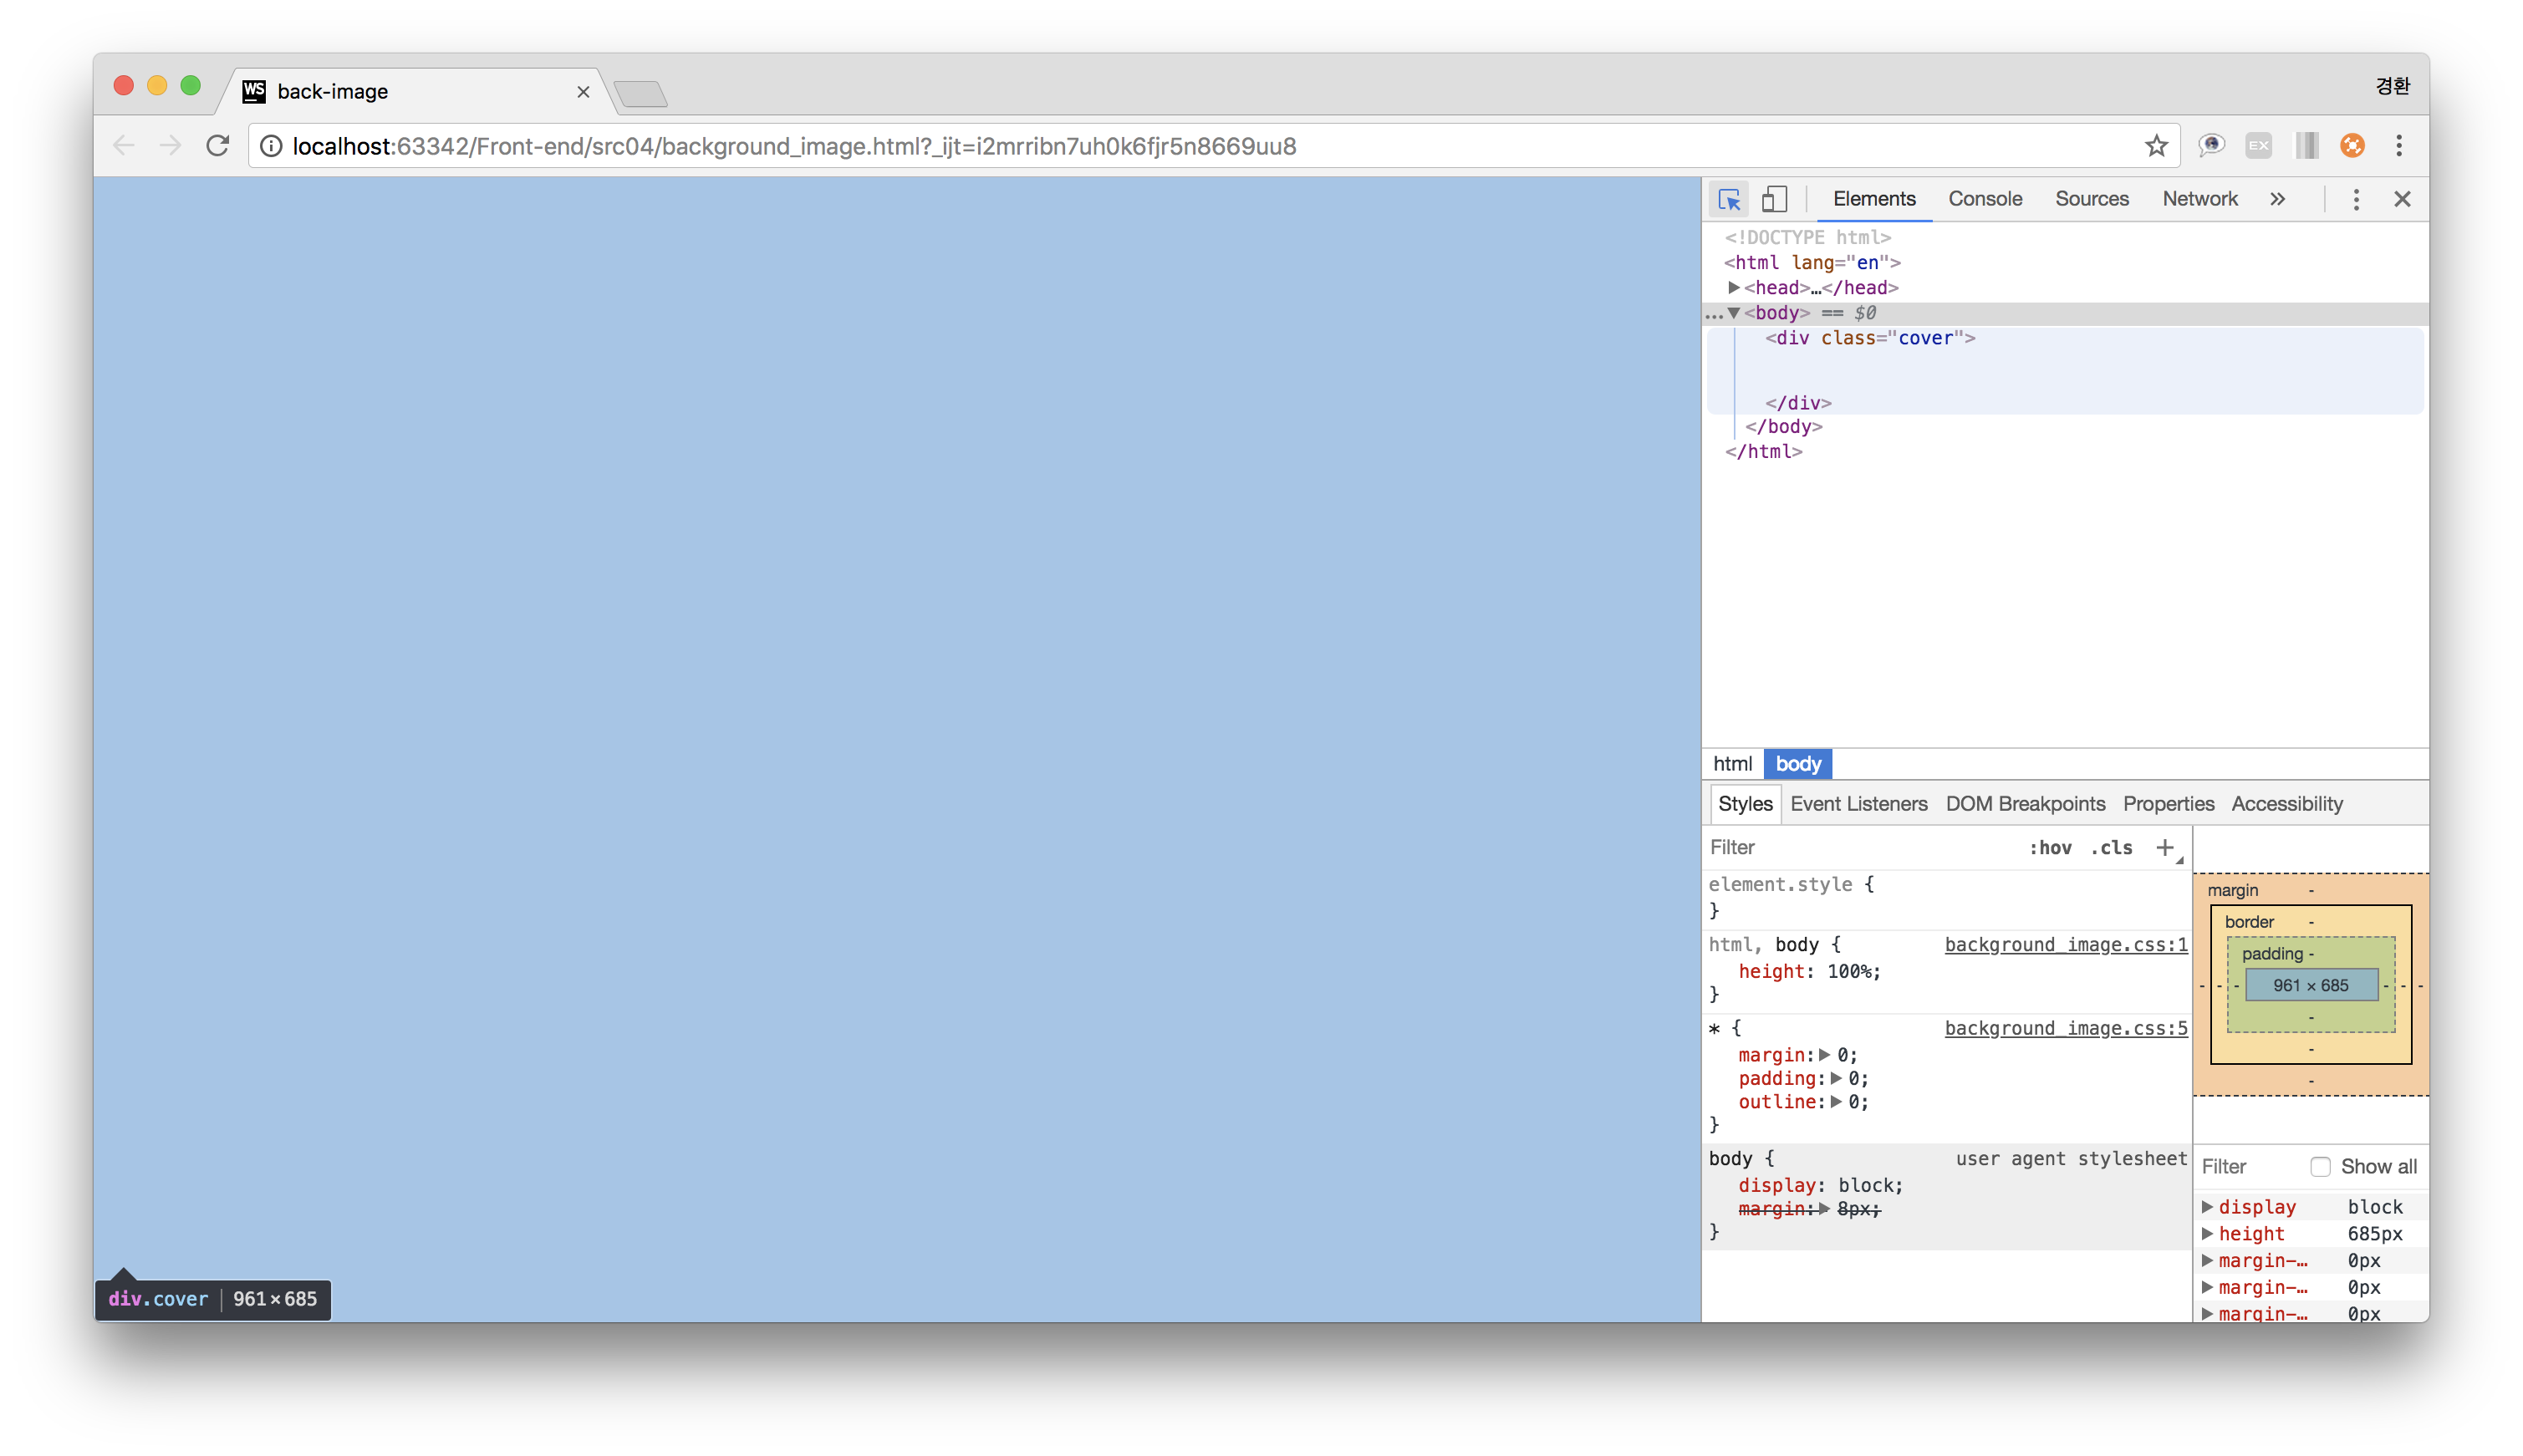 WS back-image
경환
localhost:63342/Front-end/src04/background_image.html?_ijt=i2mrribn7uh0k6fjr5n8669uu8
EX
Elements Console Sources Network »
<!DOCTYPE html>
<html lang="en">
<head>…</head>
…<body> == $0
<div class="cover">
</div>
</body>
</html>
html body
Styles Event Listeners DOM Breakpoints Properties Accessibility
Filter :hov .cls +
element.style {
}
html, body { background_image.css:1
height: 100%;
}
* { background_image.css:5
margin: 0;
padding: 0;
outline: 0;
}
body { user agent stylesheet
display: block;
margin: 8px;
}
margin -
border -
padding -
- - - 961 × 685 - - -
-
-
-
Filter Show all
display block
height 685px
margin-… 0px
margin-… 0px
margin-… 0px
div.cover 961×685